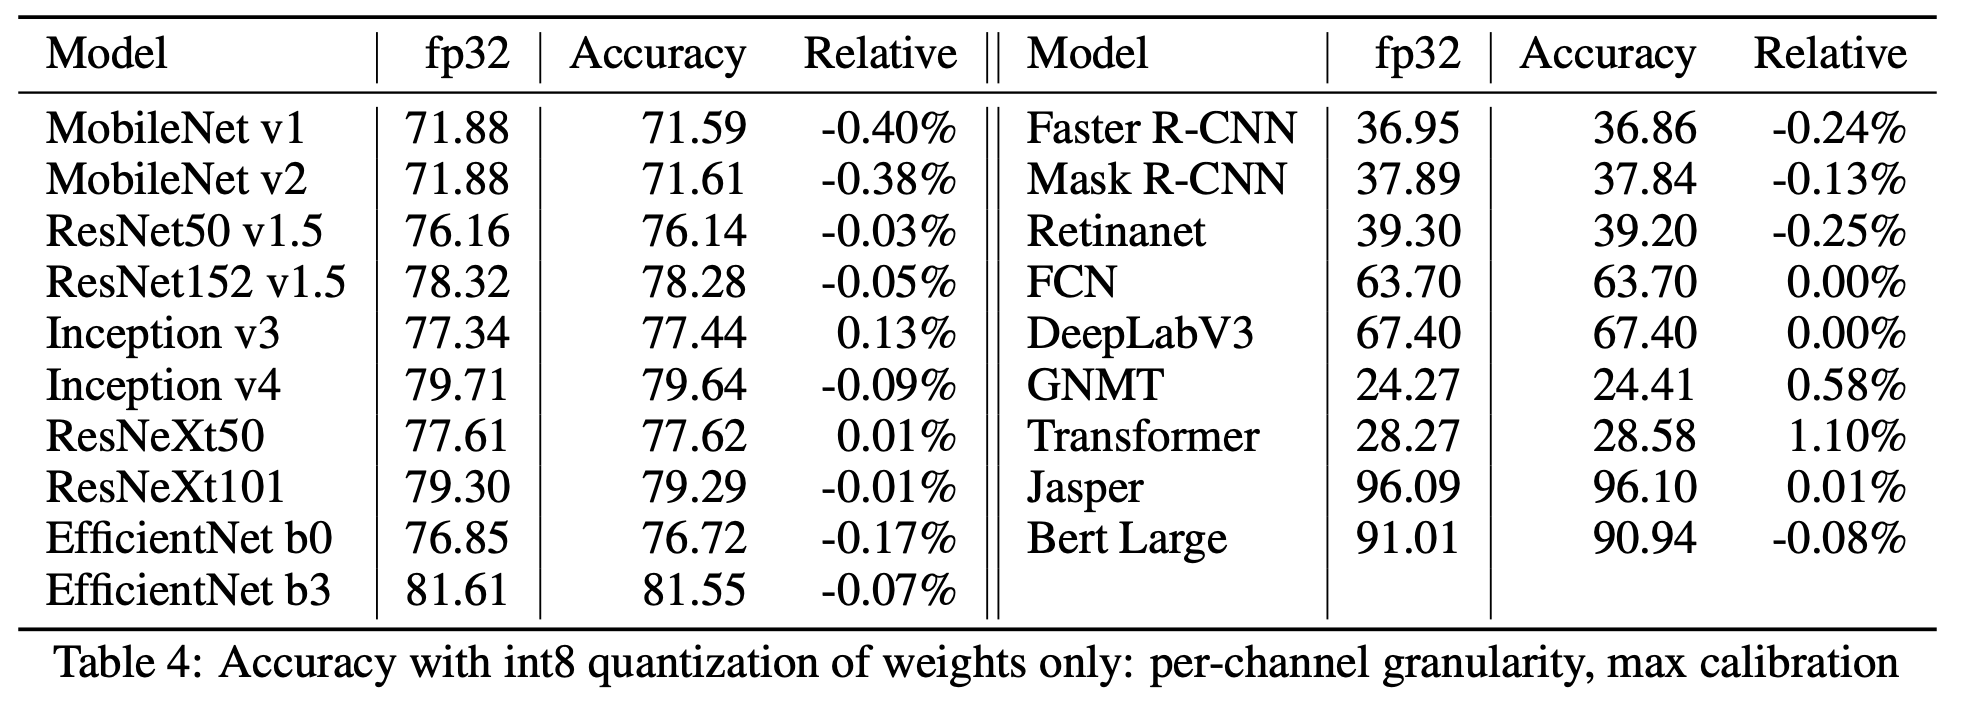 Model fp32 Accuracy Relative Model fp32 Accuracy Relative
MobileNet v1 71.88 71.59 -0.40% Faster R-CNN 36.95 36.86 -0.24%
MobileNet v2 71.88 71.61 -0.38% Mask R-CNN 37.89 37.84 -0.13%
ResNet50 v1.5 76.16 76.14 -0.03% Retinanet 39.30 39.20 -0.25%
ResNet152 v1.5 78.32 78.28 -0.05% FCN 63.70 63.70 0.00%
Inception v3 77.34 77.44 0.13% DeepLabV3 67.40 67.40 0.00%
Inception v4 79.71 79.64 -0.09% GNMT 24.27 24.41 0.58%
ResNeXt50 77.61 77.62 0.01% Transformer 28.27 28.58 1.10%
ResNeXt101 79.30 79.29 -0.01% Jasper 96.09 96.10 0.01%
EfficientNet b0 76.85 76.72 -0.17% Bert Large 91.01 90.94 -0.08%
EfficientNet b3 81.61 81.55 -0.07%
Table 4: Accuracy with int8 quantization of weights only: per-channel granularity, max calibration